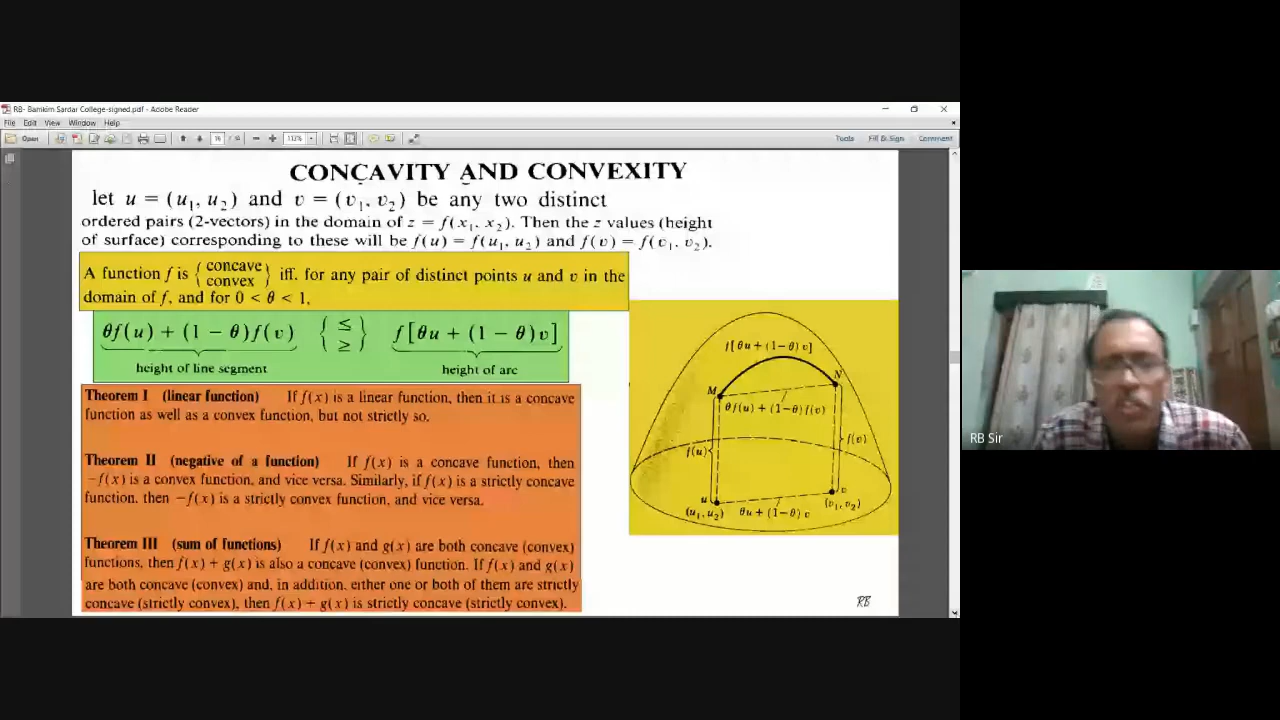 RB- Bamkim Sardar College-signed.pdf - Adobe Reader
File Edit View Window Help
Open 16 / 112% Tools Fill & Sign Comment
CONCAVITY AND CONVEXITY
let u = (u₁, u₂) and v = (v₁, v₂) be any two distinct
ordered pairs (2-vectors) in the domain of z = f(x₁, x₂). Then the z values (height
of surface) corresponding to these will be f(u) = f(u₁, u₂) and f(v) = f(v₁, v₂).
A function f is {concave convex} iff. for any pair of distinct points u and v in the
domain of f, and for 0 < θ < 1,
θf(u) + (1 − θ)f(v) {≤ ≥} f[θu + (1 − θ)v]
height of line segment height of arc
Theorem I (linear function) If f(x) is a linear function, then it is a concave
function as well as a convex function, but not strictly so.
Theorem II (negative of a function) If f(x) is a concave function, then
−f(x) is a convex function, and vice versa. Similarly, if f(x) is a strictly concave
function, then −f(x) is a strictly convex function, and vice versa.
Theorem III (sum of functions) If f(x) and g(x) are both concave (convex)
functions, then f(x) + g(x) is also a concave (convex) function. If f(x) and g(x)
are both concave (convex) and, in addition, either one or both of them are strictly
concave (strictly convex), then f(x) + g(x) is strictly concave (strictly convex).
f[θu + (1−θ)v]
M N
θf(u) + (1−θ)f(v)
f(u) f(v)
u v
(u₁, u₂) θu + (1−θ)v (v₁, v₂)
RB
RB Sir